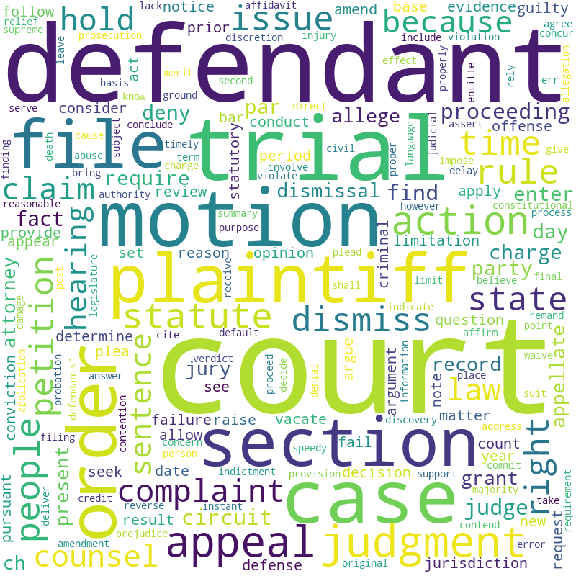 lack affidavit
follow hold notice issue because amend base evidence guilty
relief prior agree
supreme prosecution discretion injury violation concur
defendant
leave basis act merit effect include properly entitle allegation
know second rely err
serve ground consider deny par direct allege proceeding
file trial time rule
finding death cause subject conclude bar conduct statutory assert offense
abuse timely civil proper language judicial impose give
bring term period involve delay
claim require charge violate dismissal find apply enter
reasonable authority review constitutional
fact motion summary however action day process
provide purpose limitation
appear hearing set reason opinion plead criminal charge
attorney petition post legislature plaintiff receive shall limit party believe final state
damage statute indicate question remand
application cite default dismiss affirm point appellate
determine plea verdict court record waive
conviction probation answer jury proceed decide denial argue argument information note place law suit
people order sentence contention see discovery matter right
filing failure raise vacate section address
present allow concern fail count year
seek date person speedy provision decision support commit grant judge
pursuant deliver credit indictment case majority requirement
complaint reverse instant contend new request take
amendment result circuit judgment
prejudice error
ch counsel appeal defense original jurisdiction